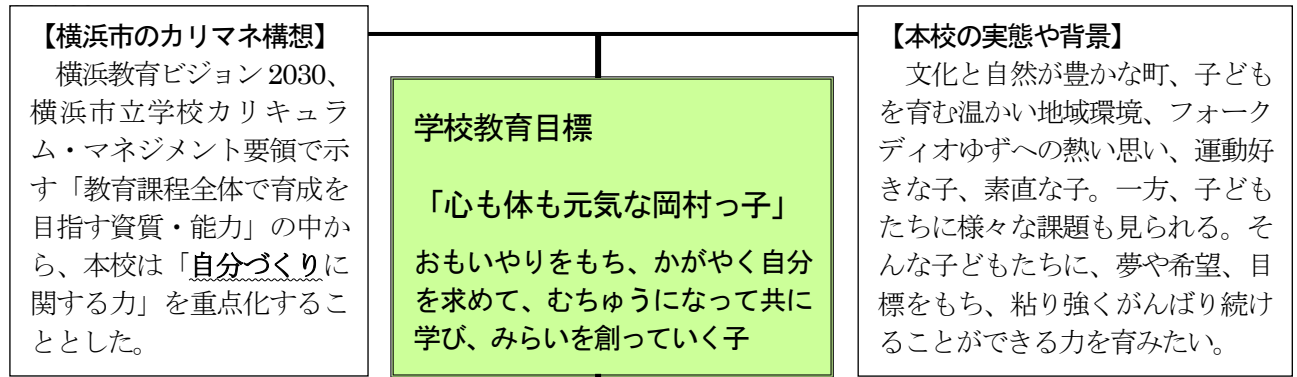 【横浜市のカリマネ構想】
横浜教育ビジョン 2030、
横浜市立学校カリキュラ
ム・マネジメント要領で示
す「教育課程全体で育成を
目指す資質・能力」の中か
ら、本校は「自分づくりに
関する力」を重点化するこ
ととした。
学校教育目標
「心も体も元気な岡村っ子」
おもいやりをもち、かがやく自分
を求めて、むちゅうになって共に
学び、みらいを創っていく子
【本校の実態や背景】
文化と自然が豊かな町、子ども
を育む温かい地域環境、フォーク
ディオゆずへの熱い思い、運動好
きな子、素直な子。一方、子ども
たちに様々な課題も見られる。そ
んな子どもたちに、夢や希望、目
標をもち、粘り強くがんばり続け
ることができる力を育みたい。